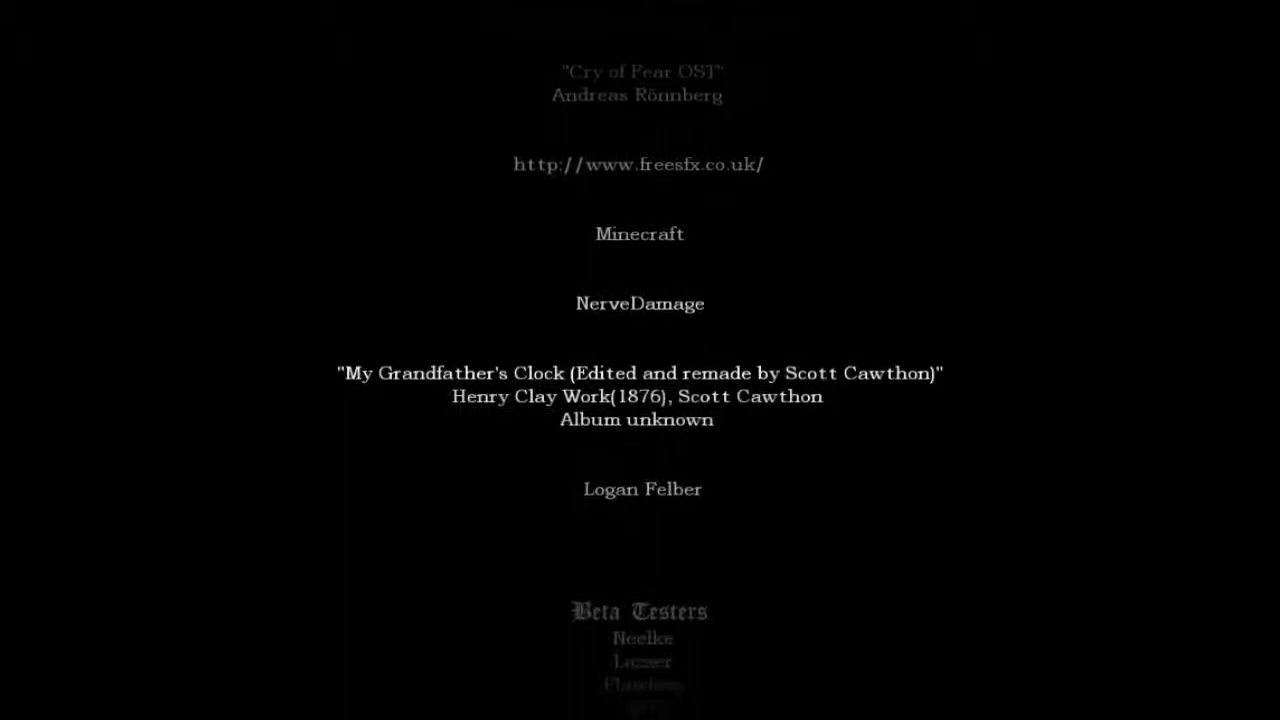 "Cry of Fear OST"
Andreas Rönnberg
http://www.freesfx.co.uk/
Minecraft
NerveDamage
"My Grandfather's Clock (Edited and remade by Scott Cawthon)"
Henry Clay Work(1876), Scott Cawthon
Album unknown
Logan Felber
Beta Testers
Neelke